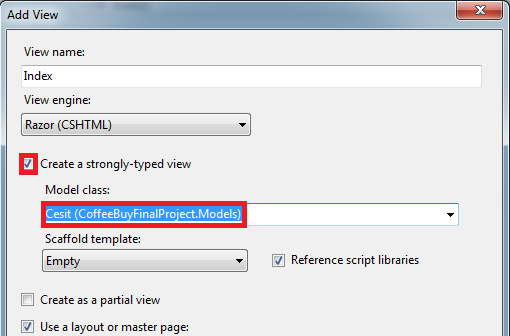 Add View
View name:
Index
View engine:
Razor (CSHTML)
Create a strongly-typed view
Model class:
Cesit (CoffeeBuyFinalProject.Models)
Scaffold template:
Empty
Reference script libraries
Create as a partial view
Use a layout or master page: